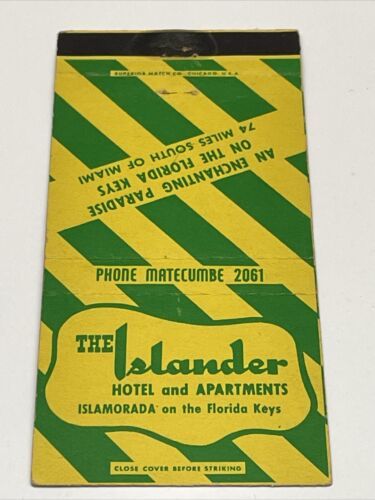 SUPERIOR MATCH CO. CHICAGO, U.S.A.
AN ENCHANTING PARADISE
ON THE FLORIDA KEYS
74 MILES SOUTH OF MIAMI
PHONE MATECUMBE 2061
THE Islander
HOTEL and APARTMENTS
ISLAMORADA on the Florida Keys
CLOSE COVER BEFORE STRIKING